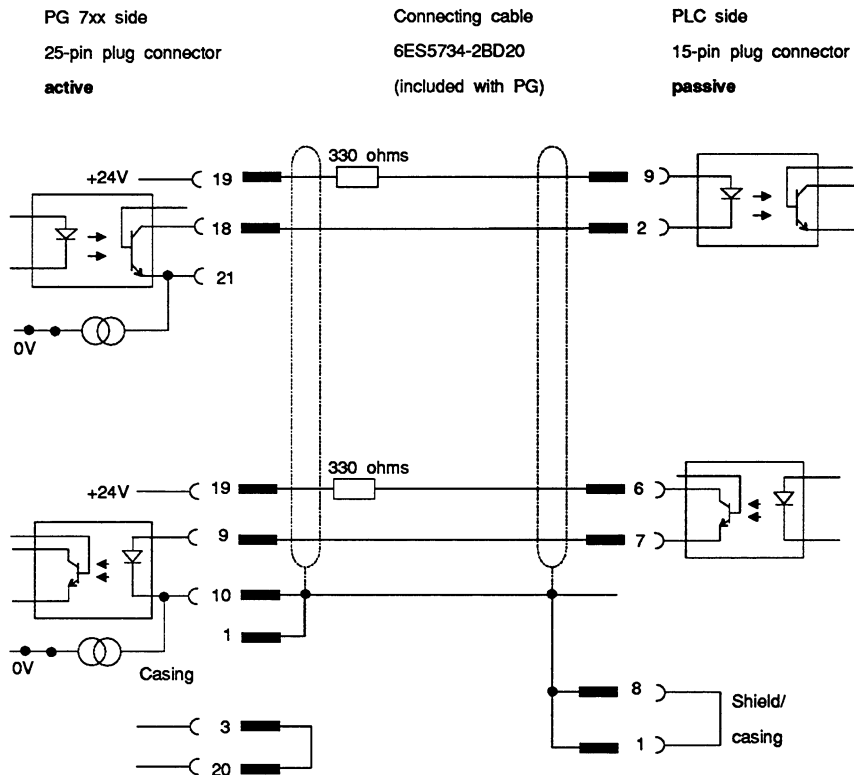 PG 7xx side
25-pin plug connector
active
Connecting cable
6ES5734-2BD20
(included with PG)
PLC side
15-pin plug connector
passive
330 ohms
+24V
19
9
18
2
21
0V
330 ohms
+24V
19
6
9
7
10
1
0V
Casing
8
Shield/
casing
3
1
20